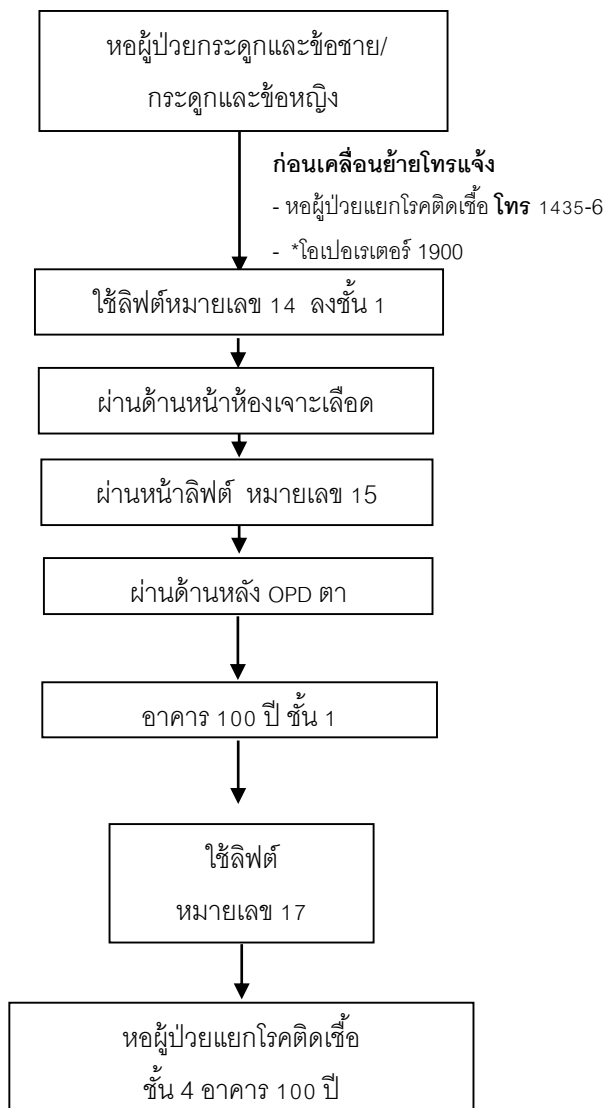 หอผู้ป่วยกระดูกและข้อชาย/
กระดูกและข้อหญิง
ก่อนเคลื่อนย้ายโทรแจ้ง
- หอผู้ป่วยแยกโรคติดเชื้อ โทร 1435-6
- *โอเปอเรเตอร์ 1900
ใช้ลิฟต์หมายเลข 14 ลงชั้น 1
ผ่านด้านหน้าห้องเจาะเลือด
ผ่านหน้าลิฟต์ หมายเลข 15
ผ่านด้านหลัง OPD ตา
อาคาร 100 ปี ชั้น 1
ใช้ลิฟต์
หมายเลข 17
หอผู้ป่วยแยกโรคติดเชื้อ
ชั้น 4 อาคาร 100 ปี